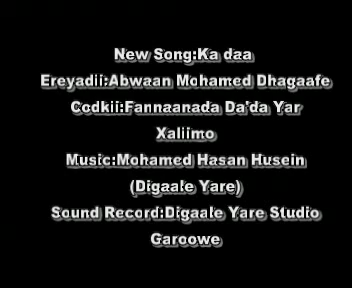 New Song:Ka daa
Ereyadii:Abwaan Mohamed Dhagaafe
Codkii:Fannaanada Da'da Yar
Xaliimo
Music:Mohamed Hasan Husein
(Digaale Yare)
Sound Record:Digaale Yare Studio
Garoowe